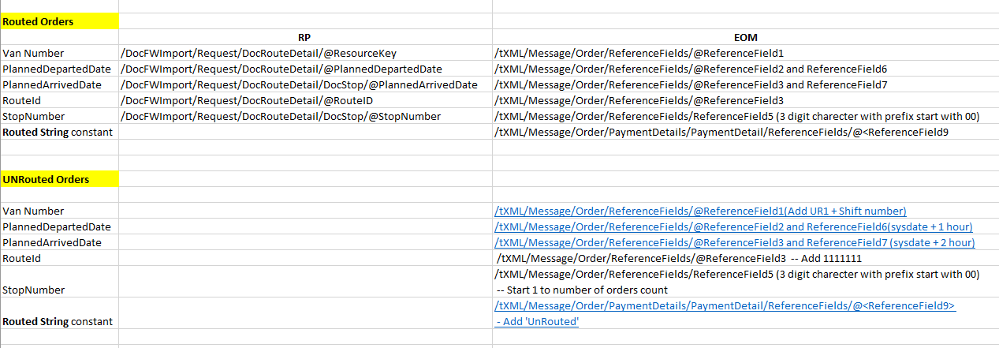 Routed Orders
RP EOM
Van Number /DocFWImport/Request/DocRouteDetail/@ResourceKey /tXML/Message/Order/ReferenceFields/@ReferenceField1
PlannedDepartedDate /DocFWImport/Request/DocRouteDetail/@PlannedDepartedDate /tXML/Message/Order/ReferenceFields/@ReferenceField2 and ReferenceField6
PlannedArrivedDate /DocFWImport/Request/DocRouteDetail/DocStop/@PlannedArrivedDate /tXML/Message/Order/ReferenceFields/@ReferenceField3 and ReferenceField7
RouteId /DocFWImport/Request/DocRouteDetail/@RouteID /tXML/Message/Order/ReferenceFields/@ReferenceField3
StopNumber /DocFWImport/Request/DocRouteDetail/DocStop/@StopNumber /tXML/Message/Order/ReferenceFields/ReferenceField5 (3 digit charecter with prefix start with 00)
Routed String constant /tXML/Message/Order/PaymentDetails/PaymentDetail/ReferenceFields/@<ReferenceField9
UNRouted Orders
Van Number /tXML/Message/Order/ReferenceFields/@ReferenceField1(Add UR1 + Shift number)
PlannedDepartedDate /tXML/Message/Order/ReferenceFields/@ReferenceField2 and ReferenceField6(sysdate + 1 hour)
PlannedArrivedDate /tXML/Message/Order/ReferenceFields/@ReferenceField3 and ReferenceField7 (sysdate + 2 hour)
RouteId /tXML/Message/Order/ReferenceFields/@ReferenceField3 -- Add 1111111
/tXML/Message/Order/ReferenceFields/ReferenceField5 (3 digit charecter with prefix start with 00)
StopNumber -- Start 1 to number of orders count
/tXML/Message/Order/PaymentDetails/PaymentDetail/ReferenceFields/@<ReferenceField9>
Routed String constant - Add 'UnRouted'